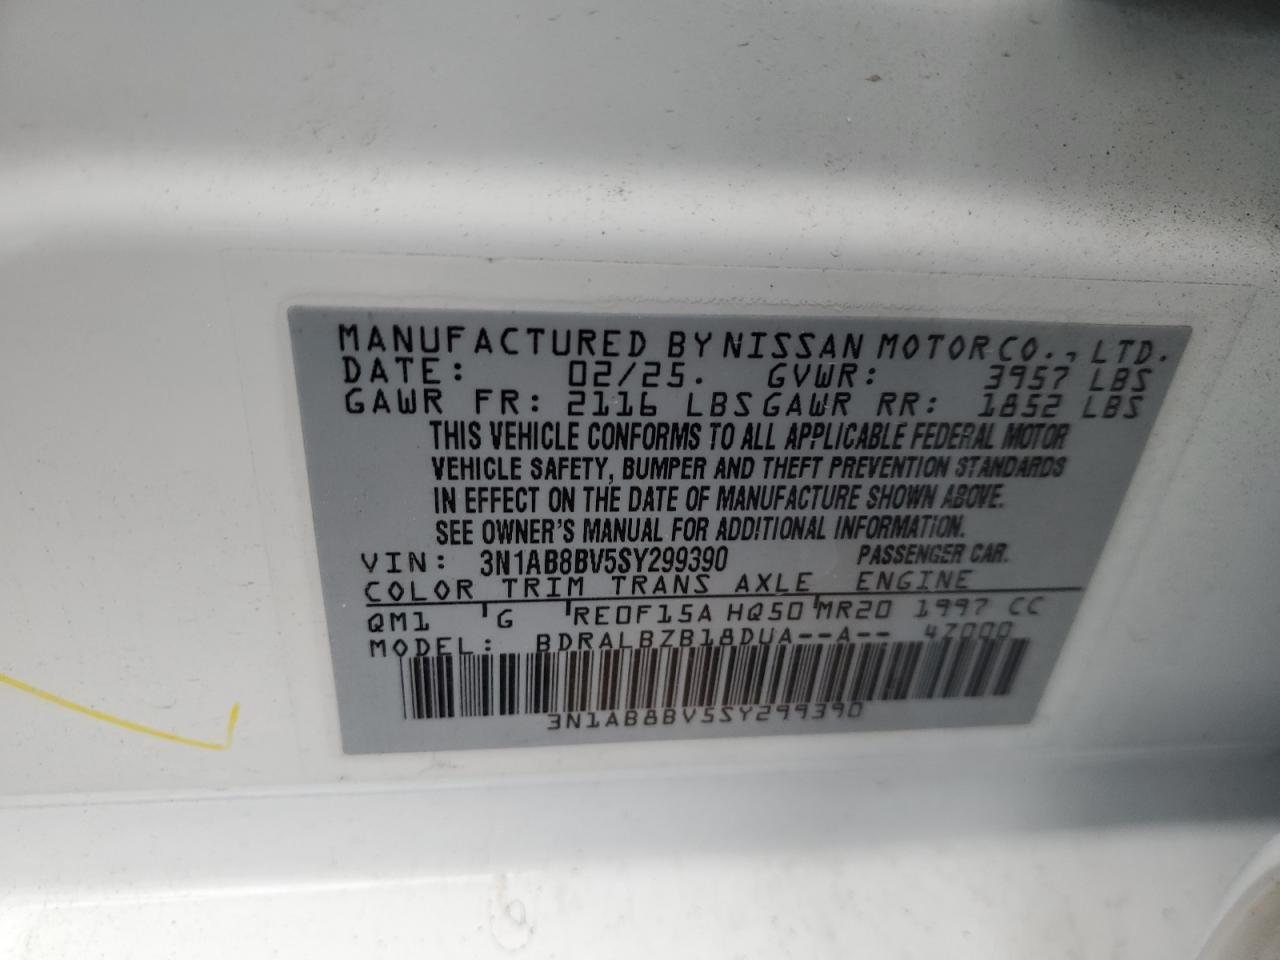 MANUFACTURED BY NISSAN MOTOR CO., LTD.
DATE: 02/25. GVWR: 3957 LBS
GAWR FR: 2116 LBS GAWR RR: 1852 LBS
THIS VEHICLE CONFORMS TO ALL APPLICABLE FEDERAL MOTOR
VEHICLE SAFETY, BUMPER AND THEFT PREVENTION STANDARDS
IN EFFECT ON THE DATE OF MANUFACTURE SHOWN ABOVE.
SEE OWNER'S MANUAL FOR ADDITIONAL INFORMATION.
VIN: 3N1AB8BV5SY299390 PASSENGER CAR.
COLOR TRIM TRANS AXLE ENGINE
QM1 G RE0F15A HQ50 MR20 1997 CC
MODEL: BDRALBZB18DUA--A-- 47000
3N1AB8BV5SY299390